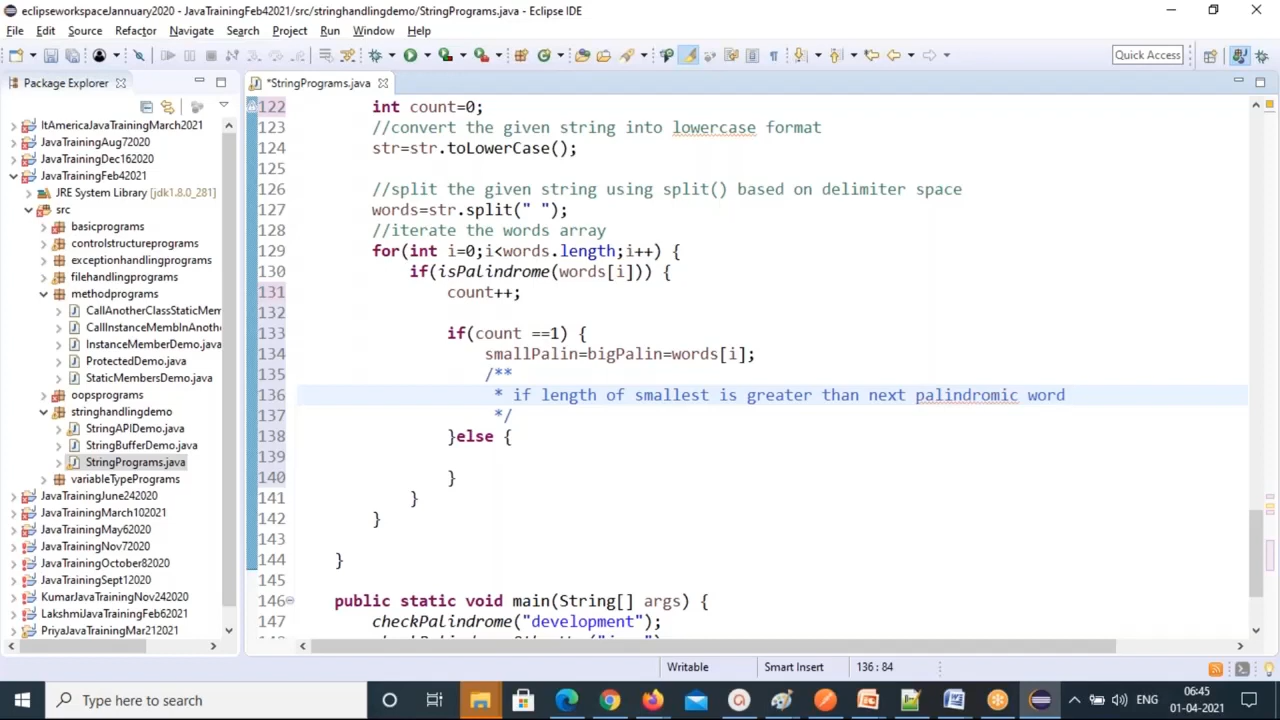 eclipseworkspaceJannuary2020 - JavaTrainingFeb42021/src/stringhandlingdemo/StringPrograms.java - Eclipse IDE
File Edit Source Refactor Navigate Search Project Run Window Help
Quick Access
Package Explorer
*StringPrograms.java
ItAmericaJavaTrainingMarch2021
JavaTrainingAug72020
JavaTrainingDec162020
JavaTrainingFeb42021
JRE System Library [jdk1.8.0_281]
src
basicprograms
controlstructureprograms
exceptionhandlingprograms
filehandlingprograms
methodprograms
CallAnotherClassStaticMem
CallInstanceMembInAnothe
InstanceMemberDemo.java
ProtectedDemo.java
StaticMembersDemo.java
oopsprograms
stringhandlingdemo
StringAPIDemo.java
StringBufferDemo.java
StringPrograms.java
variableTypePrograms
JavaTrainingJune242020
JavaTrainingMarch102021
JavaTrainingMay62020
JavaTrainingNov72020
JavaTrainingOctober82020
JavaTrainingSept12020
KumarJavaTrainingNov242020
LakshmiJavaTrainingFeb62021
PriyaJavaTrainingMar212021
122 int count=0;
123 //convert the given string into lowercase format
124 str=str.toLowerCase();
125
126 //split the given string using split() based on delimiter space
127 words=str.split(" ");
128 //iterate the words array
129 for(int i=0;i<words.length;i++) {
130 if(isPalindrome(words[i])) {
131 count++;
132
133 if(count ==1) {
134 smallPalin=bigPalin=words[i];
135 /**
136 * if length of smallest is greater than next palindromic word
137 */
138 }else {
139
140 }
141 }
142 }
143
144 }
145
146 public static void main(String[] args) {
147 checkPalindrome("development");
Writable Smart Insert 136 : 84
Type here to search
ENG
06:45
01-04-2021